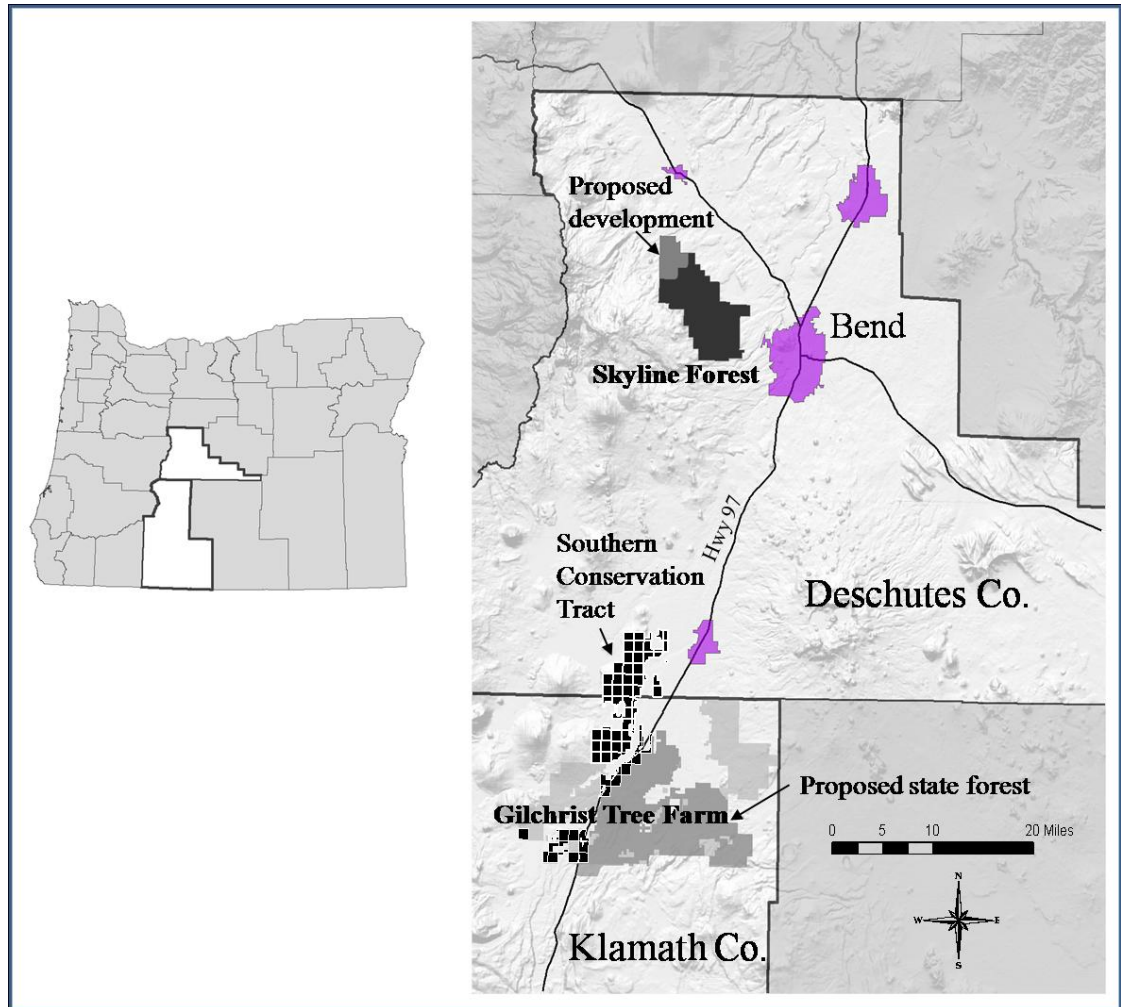 Proposed
development
Bend
Skyline Forest
Hwy 97
Southern
Conservation
Tract
Deschutes Co.
Proposed state forest
Gilchrist Tree Farm
0 5 10 20 Miles
N
W E
S
Klamath Co.